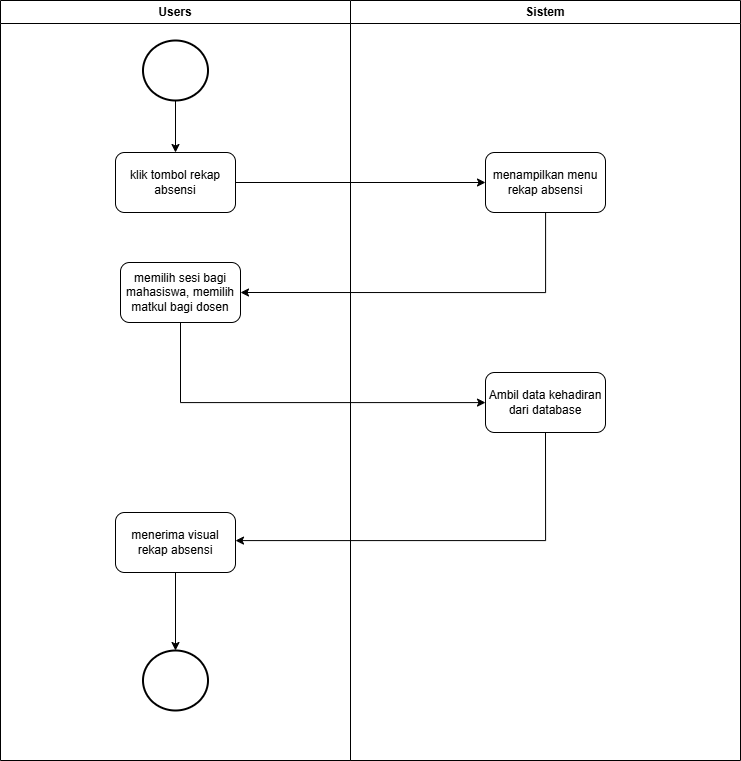 Users
Sistem
klik tombol rekap
absensi
menampilkan menu
rekap absensi
memilih sesi bagi
mahasiswa, memilih
matkul bagi dosen
Ambil data kehadiran
dari database
menerima visual
rekap absensi